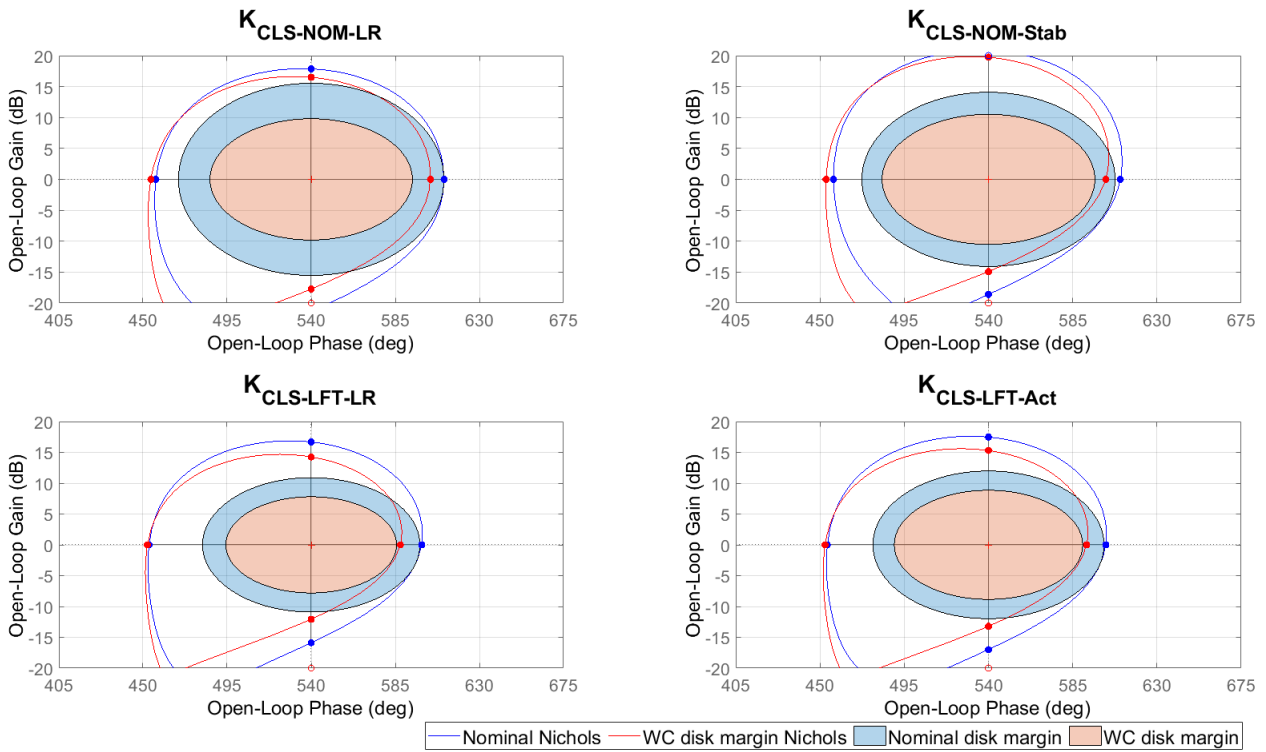 K CLS-NOM-LR
20
15
10
5
0
-5
-10
-15
-20
Open-Loop Gain (dB)
405 450 495 540 585 630 675
Open-Loop Phase (deg)
K CLS-NOM-Stab
20
15
10
5
0
-5
-10
-15
-20
Open-Loop Gain (dB)
405 450 495 540 585 630 675
Open-Loop Phase (deg)
K CLS-LFT-LR
20
15
10
5
0
-5
-10
-15
-20
Open-Loop Gain (dB)
405 450 495 540 585 630 675
Open-Loop Phase (deg)
K CLS-LFT-Act
20
15
10
5
0
-5
-10
-15
-20
Open-Loop Gain (dB)
405 450 495 540 585 630 675
Open-Loop Phase (deg)
Nominal Nichols WC disk margin Nichols Nominal disk margin WC disk margin